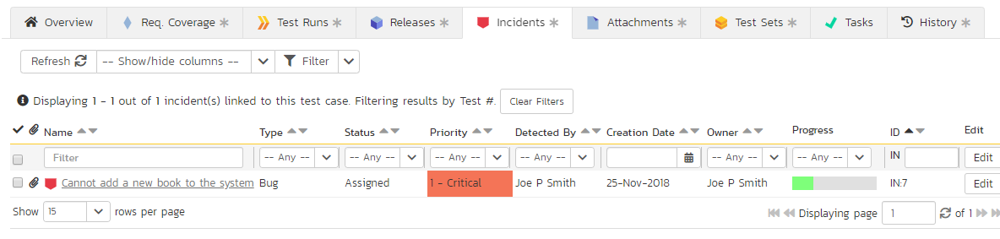 Overview Req. Coverage * Test Runs * Releases * Incidents * Attachments * Test Sets * Tasks History *
Refresh -- Show/hide columns -- Filter
Displaying 1 - 1 out of 1 incident(s) linked to this test case. Filtering results by Test #. Clear Filters
Name Type Status Priority Detected By Creation Date Owner Progress ID Edit
Filter -- Any -- -- Any -- -- Any -- -- Any -- -- Any -- -- Any -- IN Edit
Cannot add a new book to the system Bug Assigned 1 - Critical Joe P Smith 25-Nov-2018 Joe P Smith IN:7 Edit
Show 15 rows per page Displaying page 1 of 1